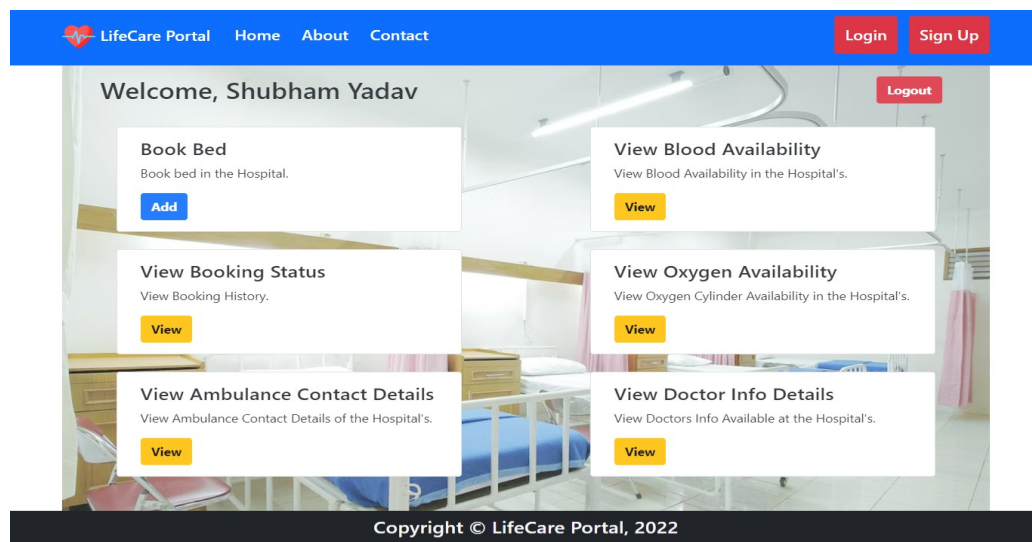 LifeCare Portal Home About Contact Login Sign Up
Welcome, Shubham Yadav Logout
Book Bed
Book bed in the Hospital.
Add
View Blood Availability
View Blood Availability in the Hospital's.
View
View Booking Status
View Booking History.
View
View Oxygen Availability
View Oxygen Cylinder Availability in the Hospital's.
View
View Ambulance Contact Details
View Ambulance Contact Details of the Hospital's.
View
View Doctor Info Details
View Doctors Info Available at the Hospital's.
View
Copyright © LifeCare Portal, 2022